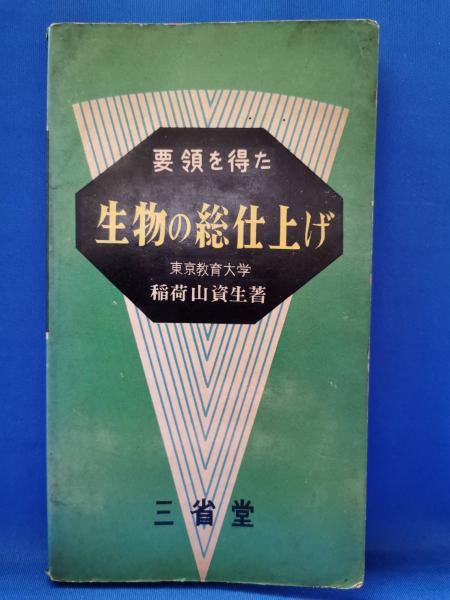 要領を得た
生物の総仕上げ
東京教育大学
稲荷山資生著
三省堂